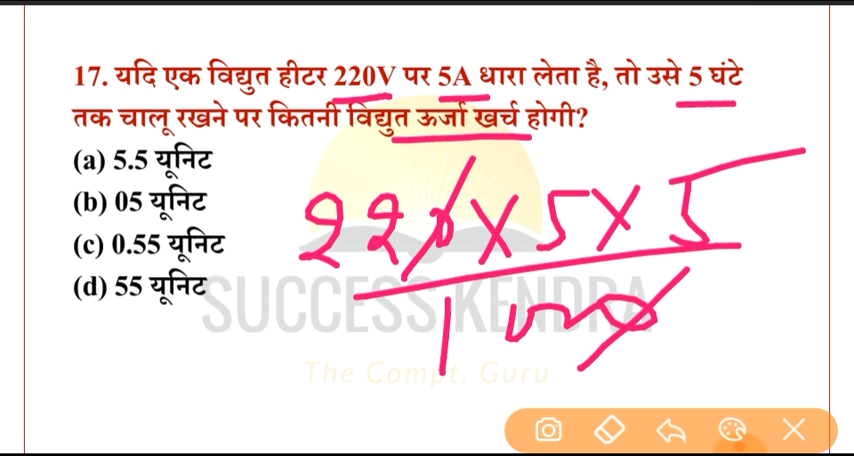 17. यदि एक विद्युत हीटर 220V पर 5A धारा लेता है, तो उसे 5 घंटे
तक चालू रखने पर कितनी विद्युत ऊर्जा खर्च होगी?
(a) 5.5 यूनिट
(b) 05 यूनिट
(c) 0.55 यूनिट
(d) 55 यूनिट
220 X 5 X 5
1000
SUCCESS KENDRA
The Compt. Guru